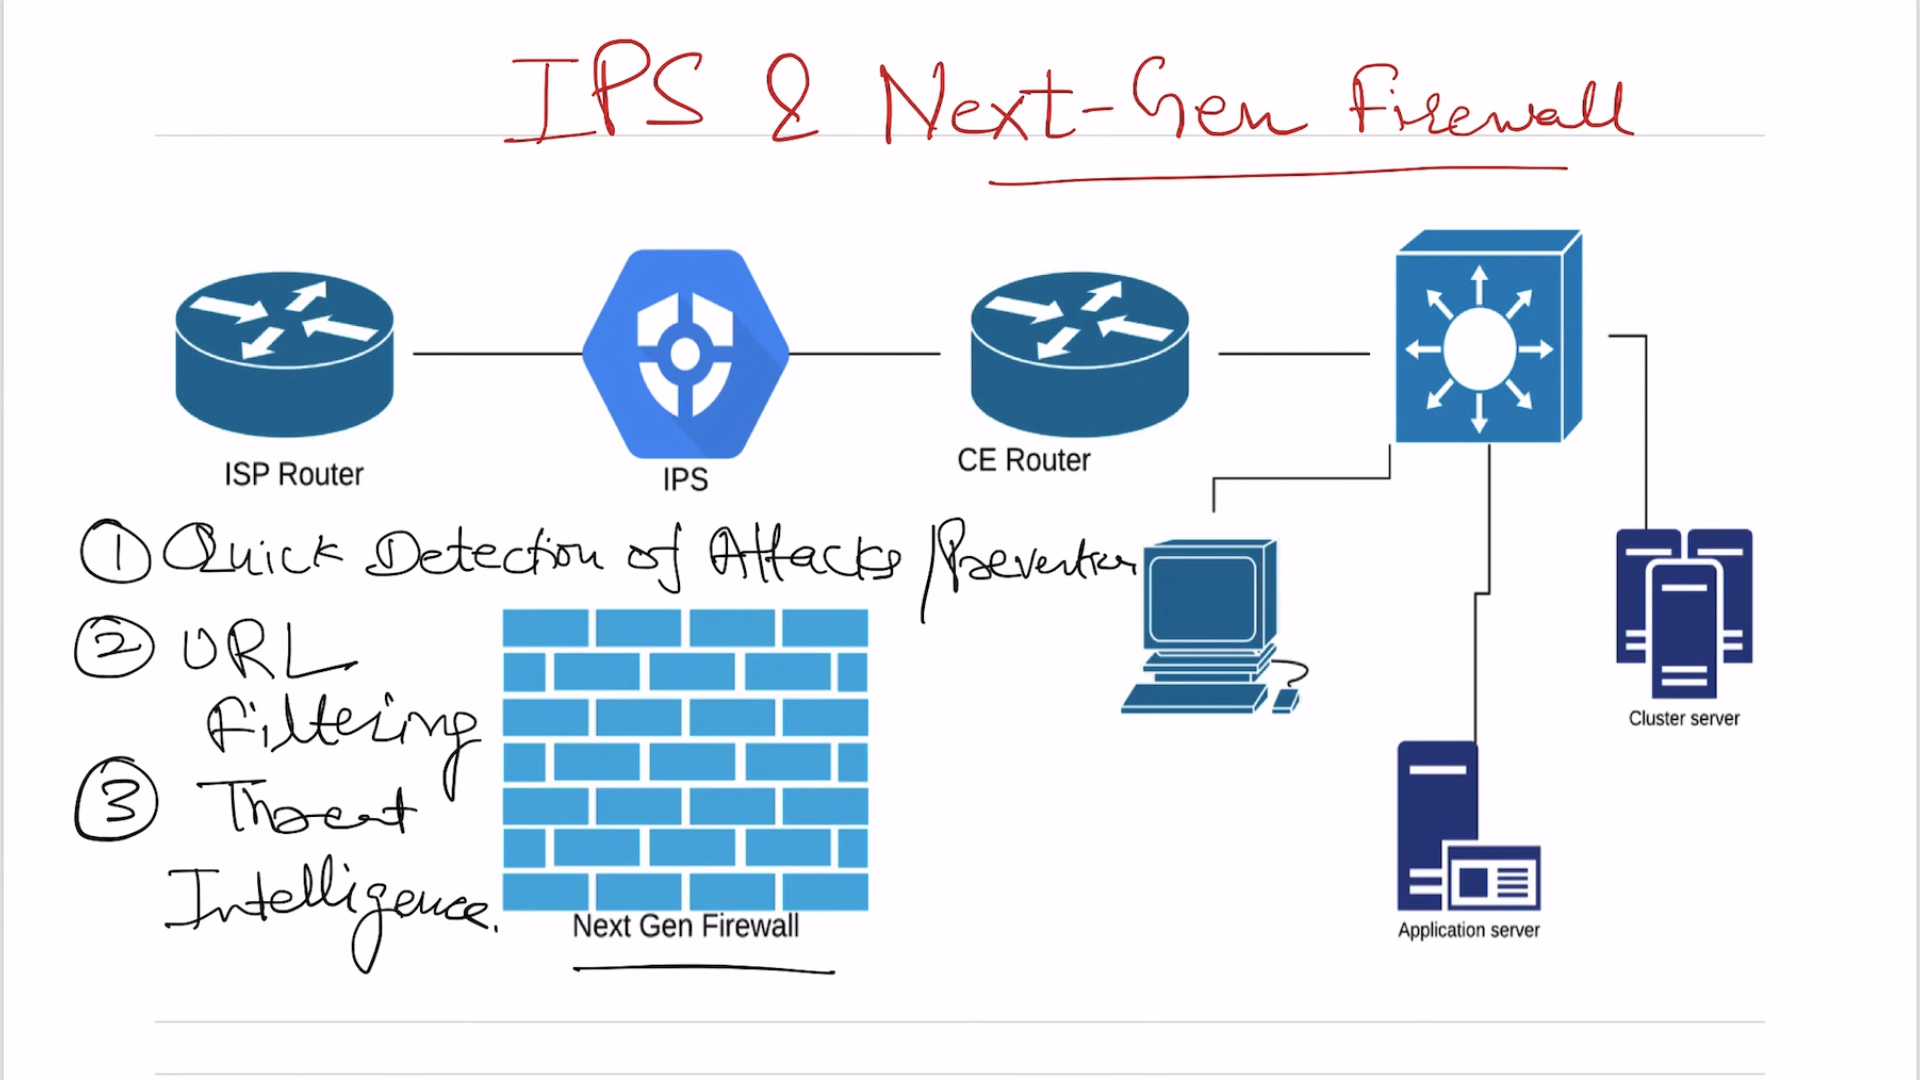 IPS & Next-Gen Firewall
ISP Router
IPS
CE Router
① Quick Detection of Attacks / Prevention
② URL
Filtering
③ Threat
Intelligence.
Next Gen Firewall
Cluster server
Application server